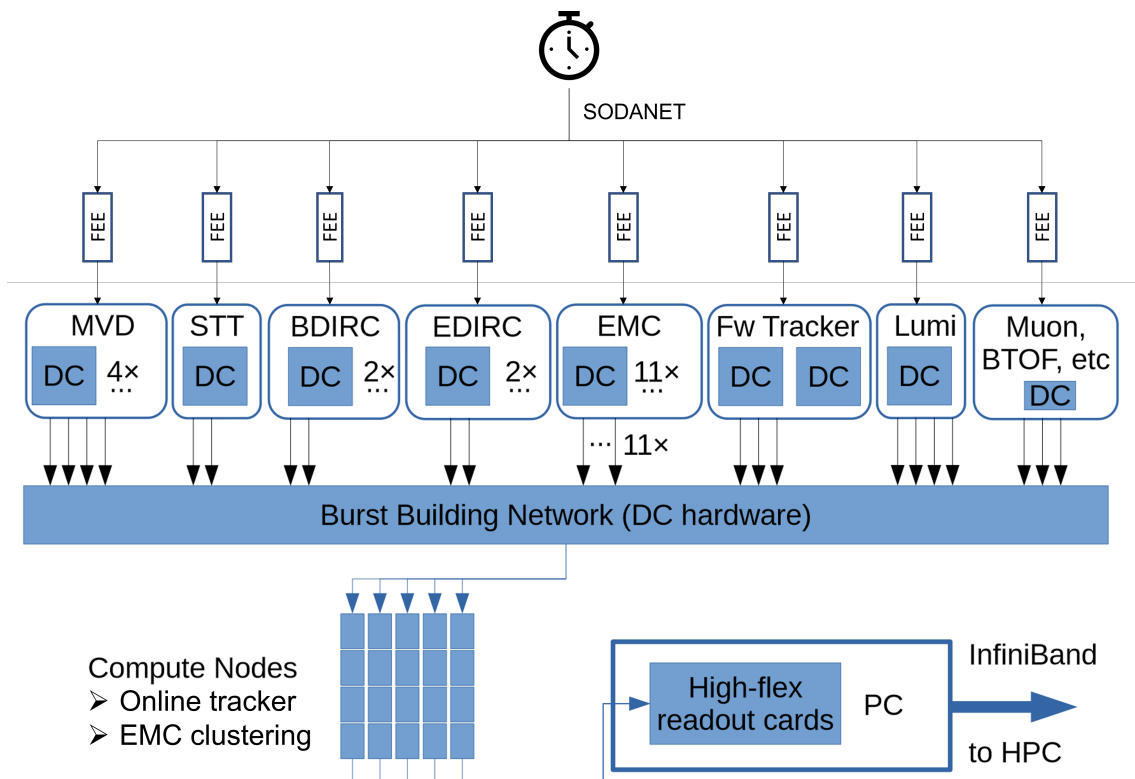 SODANET
FEE FEE FEE FEE FEE FEE FEE FEE
MVD
DC 4×
...
STT
DC
BDIRC
DC 2×
...
EDIRC
DC 2×
...
EMC
DC 11×
...
Fw Tracker
DC DC
Lumi
DC
Muon,
BTOF, etc
DC
... 11×
Burst Building Network (DC hardware)
Compute Nodes
➢ Online tracker
➢ EMC clustering
High-flex
readout cards
PC
InfiniBand
to HPC